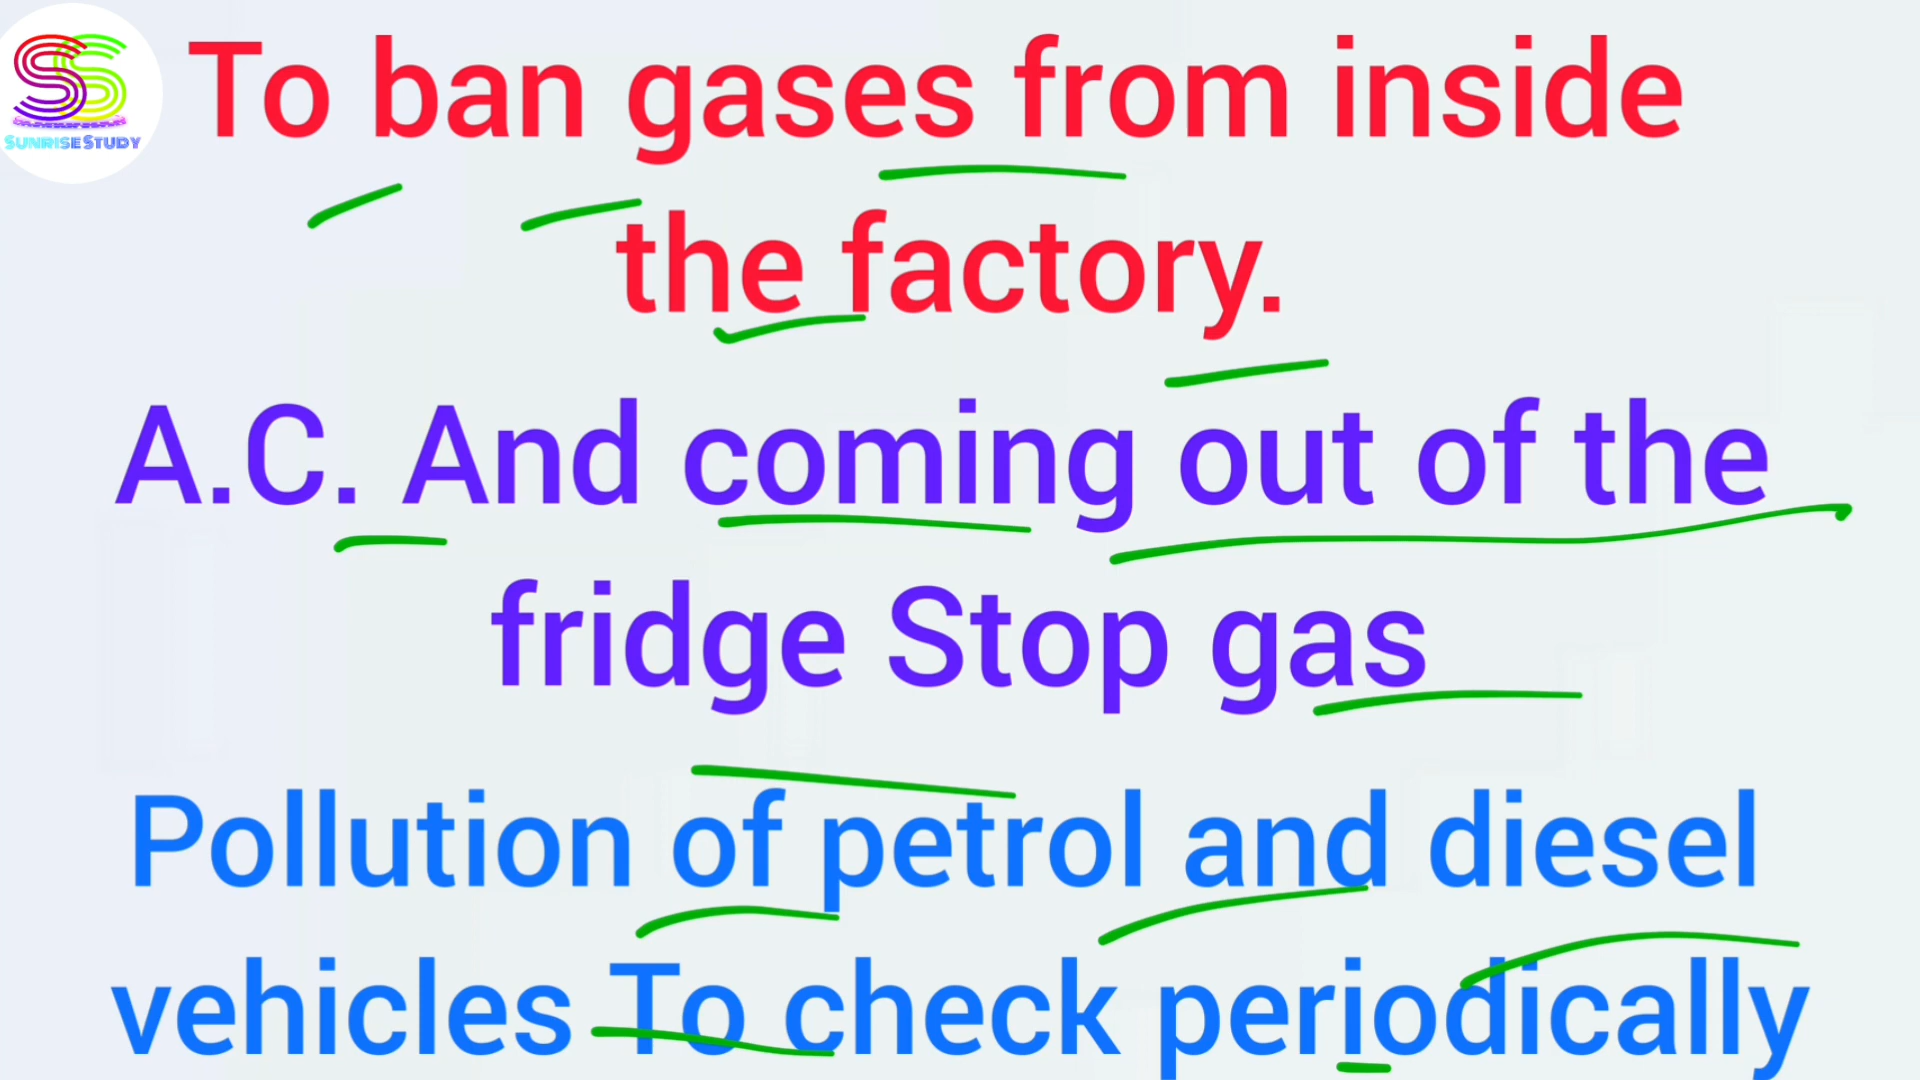 SUNRISE STUDY
To ban gases from inside
the factory.
A.C. And coming out of the
fridge Stop gas
Pollution of petrol and diesel
vehicles To check periodically